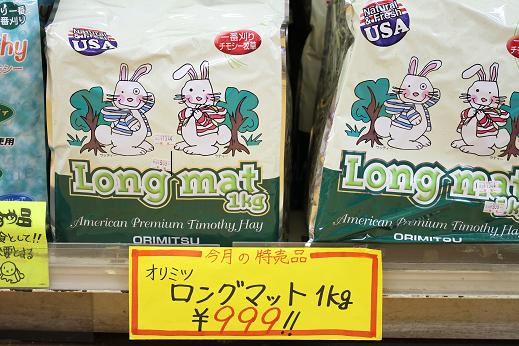 Natural & Fresh
USA
一番刈り
チモシー牧草
Long mat
1kg
American Premium Timothy Hay
ORIMITSU
Natural & Fresh
USA
Long mat
American Premium Timothy Hay
ORIMITSU
今月の特売品
オリミツ
ロングマット 1kg
¥999!!